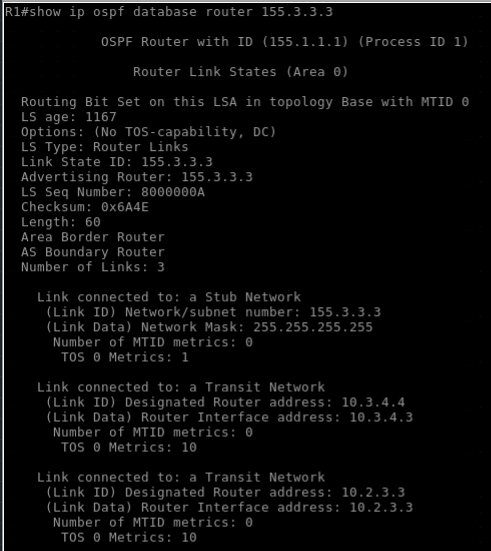 R1#show ip ospf database router 155.3.3.3
OSPF Router with ID (155.1.1.1) (Process ID 1)
Router Link States (Area 0)
Routing Bit Set on this LSA in topology Base with MTID 0
LS age: 1167
Options: (No TOS-capability, DC)
LS Type: Router Links
Link State ID: 155.3.3.3
Advertising Router: 155.3.3.3
LS Seq Number: 8000000A
Checksum: 0x6A4E
Length: 60
Area Border Router
AS Boundary Router
Number of Links: 3
Link connected to: a Stub Network
(Link ID) Network/subnet number: 155.3.3.3
(Link Data) Network Mask: 255.255.255.255
Number of MTID metrics: 0
TOS 0 Metrics: 1
Link connected to: a Transit Network
(Link ID) Designated Router address: 10.3.4.4
(Link Data) Router Interface address: 10.3.4.3
Number of MTID metrics: 0
TOS 0 Metrics: 10
Link connected to: a Transit Network
(Link ID) Designated Router address: 10.2.3.3
(Link Data) Router Interface address: 10.2.3.3
Number of MTID metrics: 0
TOS 0 Metrics: 10